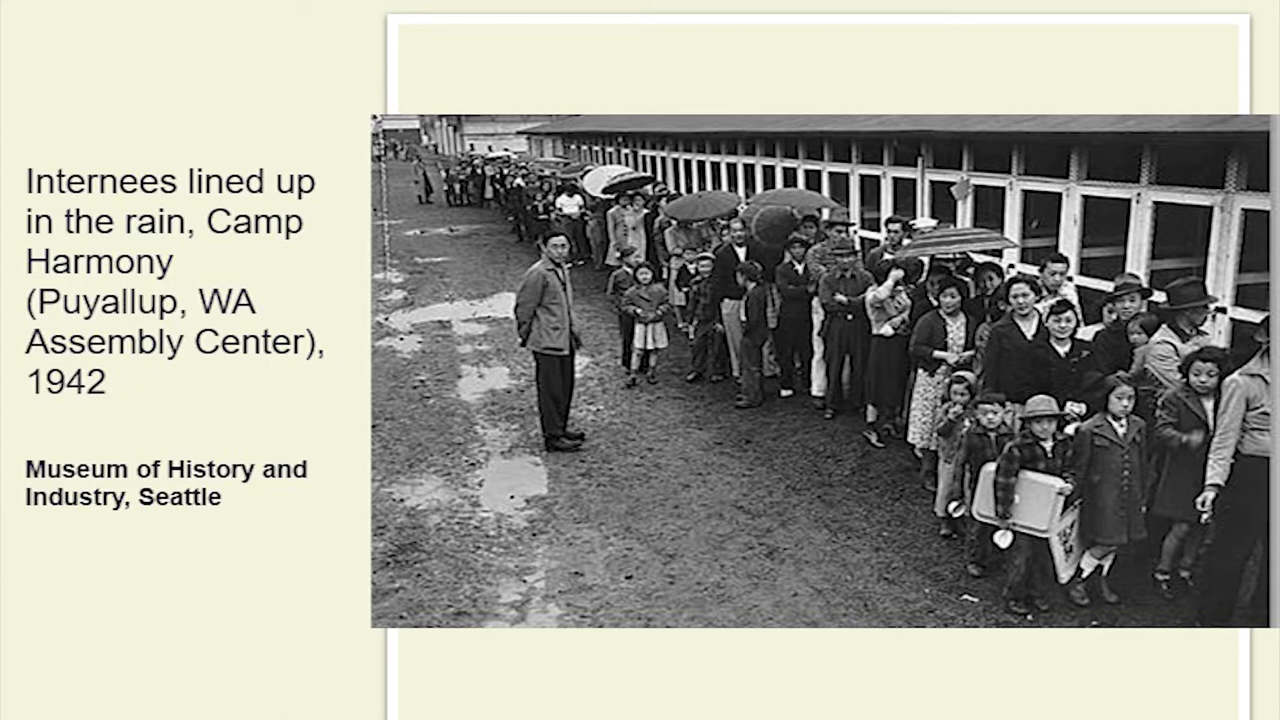 Internees lined up
in the rain, Camp
Harmony
(Puyallup, WA
Assembly Center),
1942
Museum of History and
Industry, Seattle